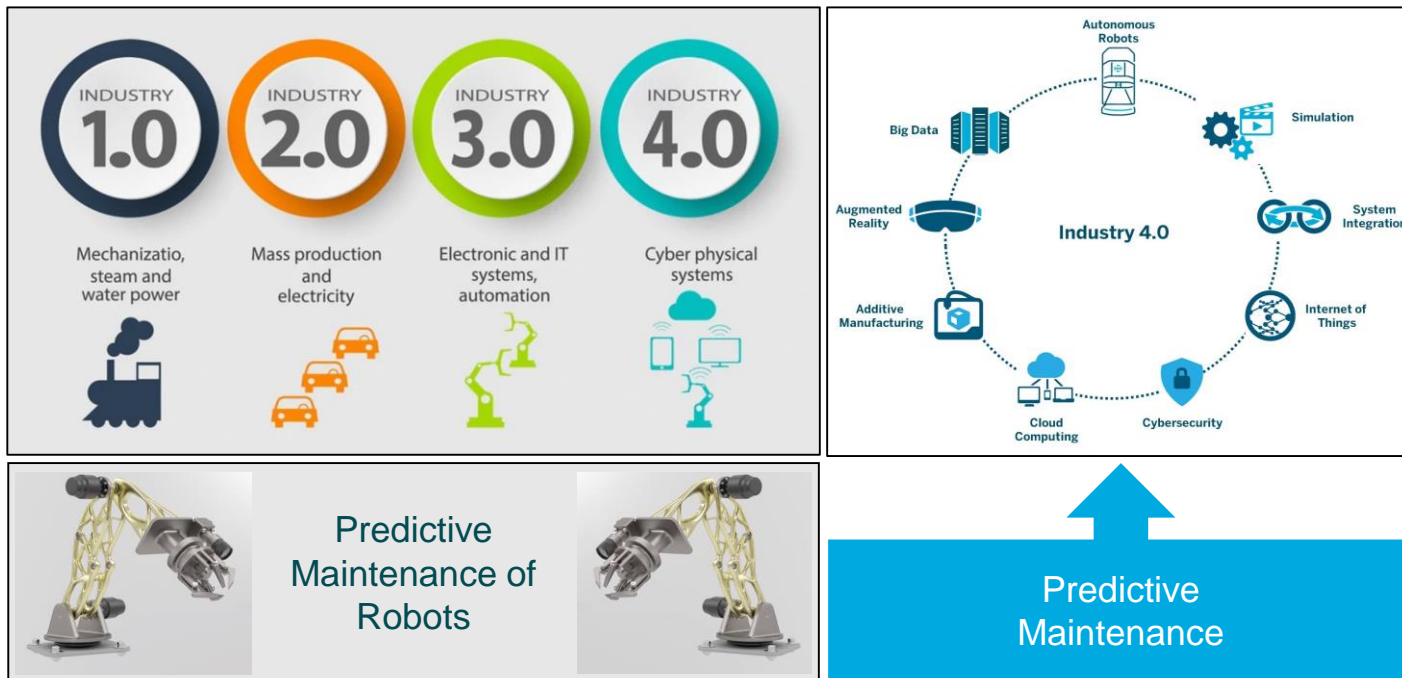 INDUSTRY
1.0
INDUSTRY
2.0
INDUSTRY
3.0
INDUSTRY
4.0
Mechanizatio,
steam and
water power
Mass production
and
electricity
Electronic and IT
systems,
automation
Cyber physical
systems
Autonomous
Robots
Simulation
System
Integration
Internet of
Things
Cybersecurity
Cloud
Computing
Additive
Manufacturing
Augmented
Reality
Big Data
Industry 4.0
Predictive
Maintenance of
Robots
Predictive
Maintenance